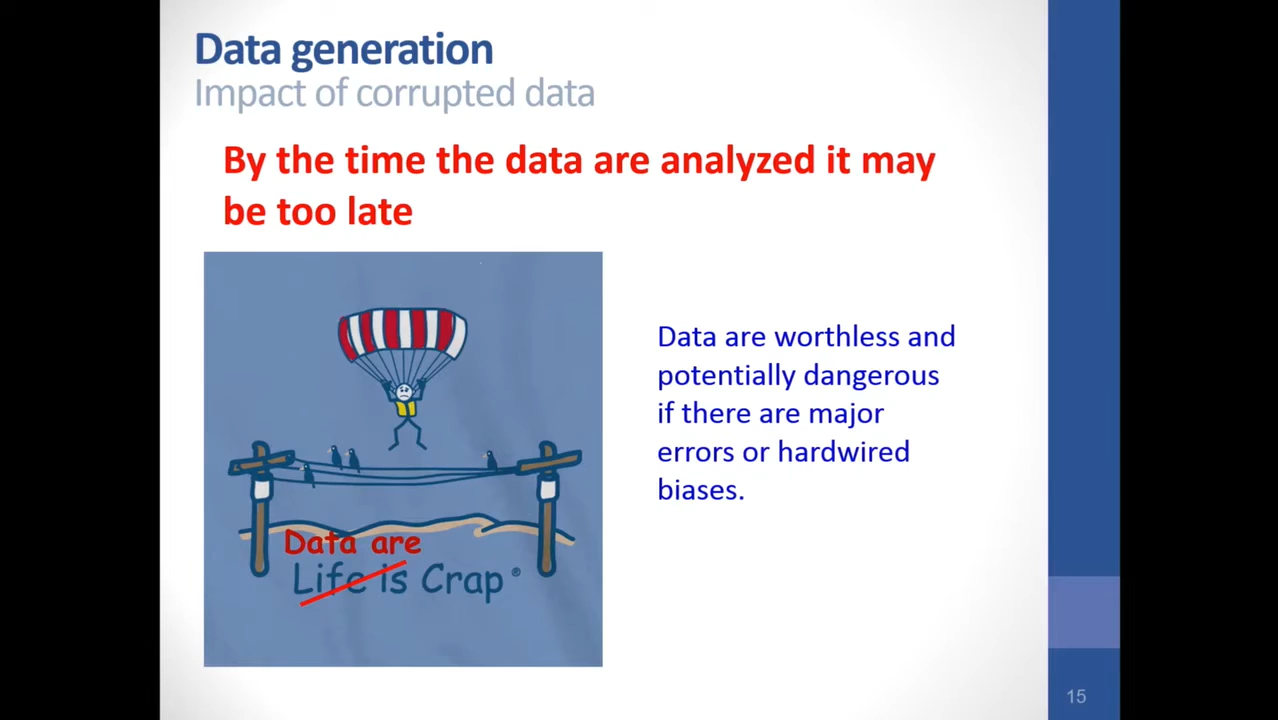 Data generation
Impact of corrupted data
By the time the data are analyzed it may
be too late
Data are
Life is Crap®
Data are worthless and
potentially dangerous
if there are major
errors or hardwired
biases.
15